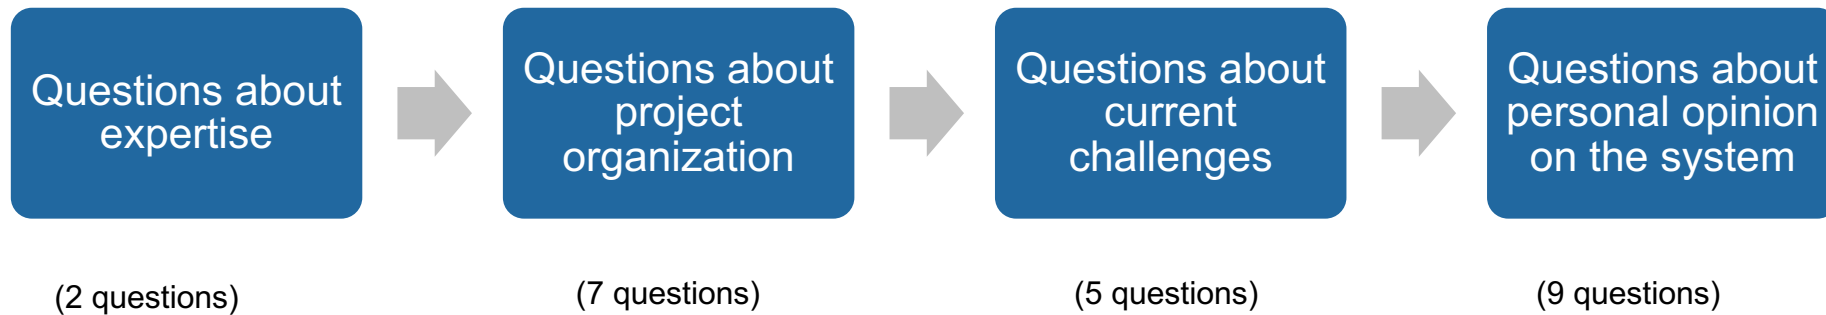 Questions about
expertise
Questions about
project
organization
Questions about
current
challenges
Questions about
personal opinion
on the system
(2 questions)
(7 questions)
(5 questions)
(9 questions)